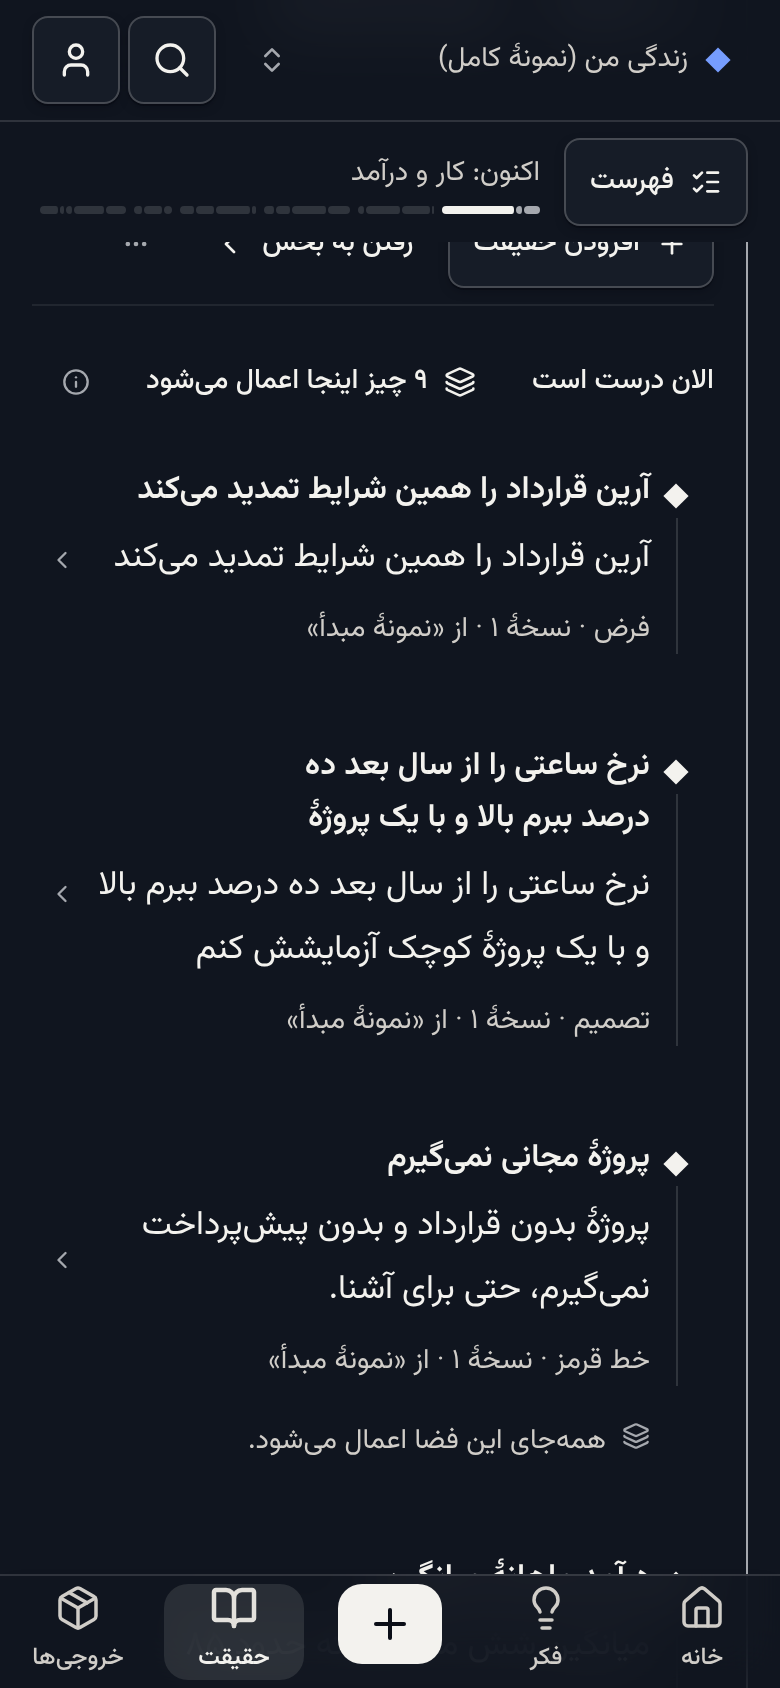 زندگی من (نمونهٔ کامل)
فهرست
اکنون: کار و درآمد
افزودن حقیقت
رفتن به بخش
الان درست است
۹ چیز اینجا اعمال می‌شود
آرین قرارداد را همین شرایط تمدید می‌کند
آرین قرارداد را همین شرایط تمدید می‌کند
فرض · نسخهٔ ۱ · از «نمونهٔ مبدأ»
نرخ ساعتی را از سال بعد ده
درصد ببرم بالا و با یک پروژهٔ
نرخ ساعتی را از سال بعد ده درصد ببرم بالا
و با یک پروژهٔ کوچک آزمایشش کنم
تصمیم · نسخهٔ ۱ · از «نمونهٔ مبدأ»
پروژهٔ مجانی نمی‌گیرم
پروژهٔ بدون قرارداد و بدون پیش‌پرداخت
نمی‌گیرم، حتی برای آشنا.
خط قرمز · نسخهٔ ۱ · از «نمونهٔ مبدأ»
همه‌جای این فضا اعمال می‌شود.
خانه
فکر
حقیقت
خروجی‌ها